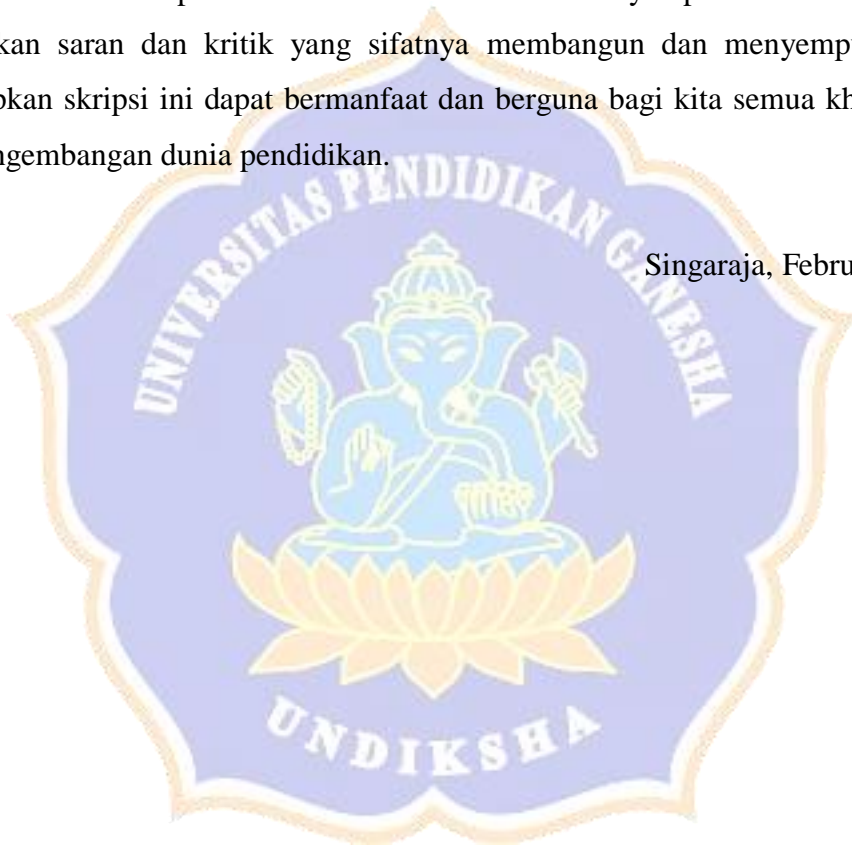 kan saran dan kritik yang sifatnya membangun dan menyemp
pkan skripsi ini dapat bermanfaat dan berguna bagi kita semua kh
ngembangan dunia pendidikan.
UNIVERSITAS PENDIDIKAN GANESHA
Singaraja, Febru
UNDIKSHA